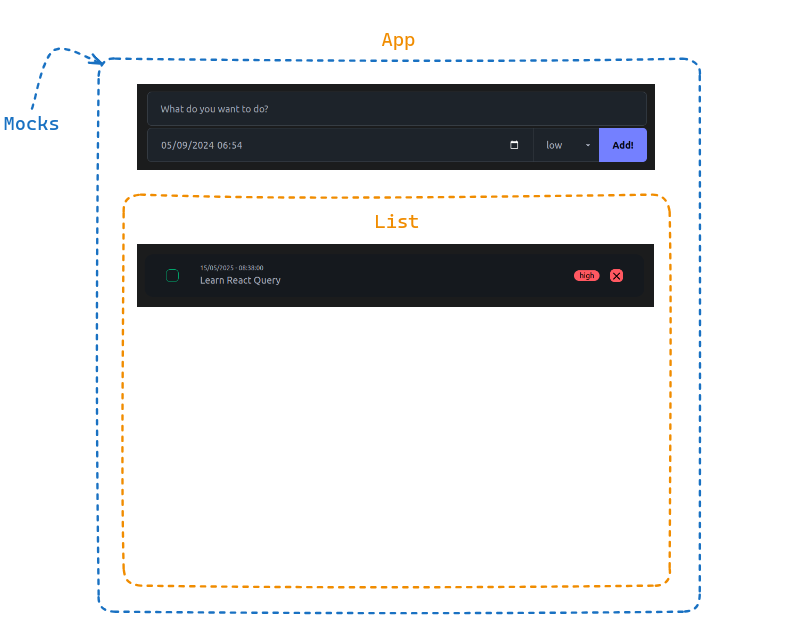 App
Mocks
What do you want to do?
05/09/2024 06:54
low
Add!
List
15/05/2025 - 08:38:00
Learn React Query
high